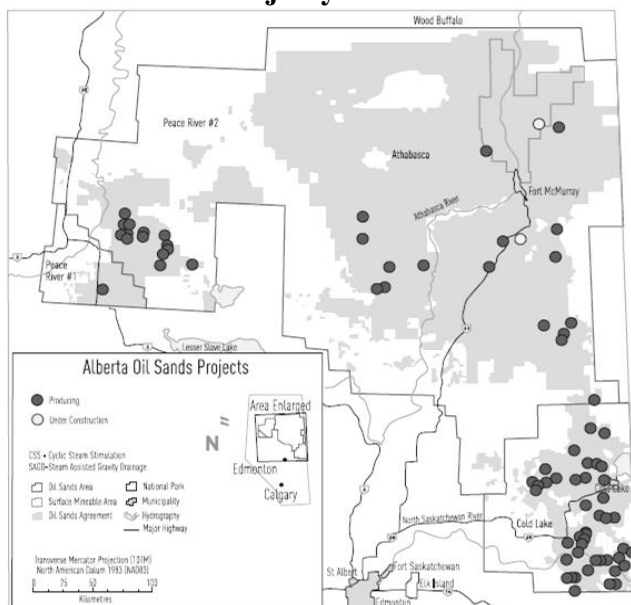 Wood Buffalo
Peace River #2
Athabasca
Fort McMurray
Athabasca River
Peace
River #1
Lesser Slave Lake
Alberta Oil Sands Projects
Producing
Under Construction
Area Enlarged
N
CSS • Cyclic Steam Stimulation
SAGD-Steam Assisted Gravity Drainage
Edmonton
Calgary
Oil Sands Area
National Park
Surface Mineable Area
Municipality
Oil Sands Agreement
Hydrography
Major Highway
Transverse Mercator Projection (10TM)
North American Datum 1983 (NAD83)
0 50 100
Kilometres
Cold Lake
North Saskatchewan River
Cold Lake
St Albert
Fort Saskatchewan
Elk Island
Edmonton